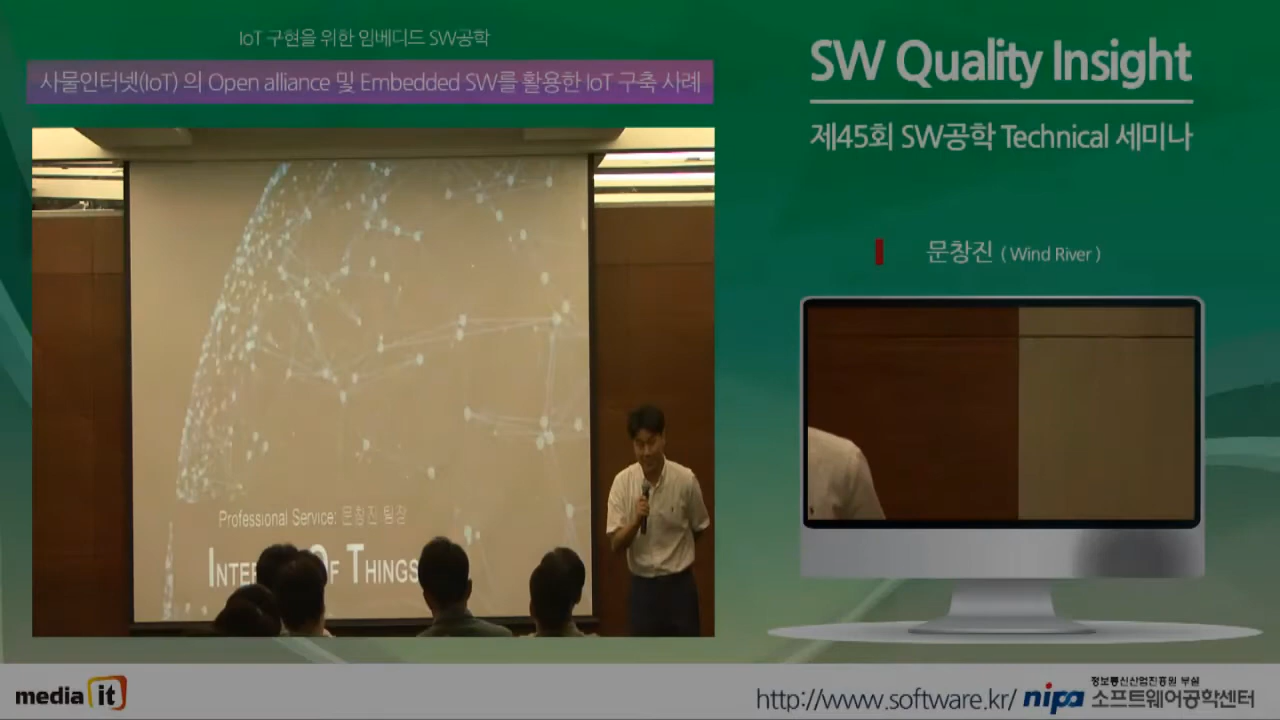 IoT 구현을 위한 임베디드 SW공학
사물인터넷(IoT) 의 Open alliance 및 Embedded SW를 활용한 IoT 구축 사례
SW Quality Insight
제45회 SW공학 Technical 세미나
문창진 ( Wind River )
Professional Service: 문창진 팀장
OF THINGS
media it
http://www.software.kr/
nipa
정보통신산업진흥원 부설
소프트웨어공학센터